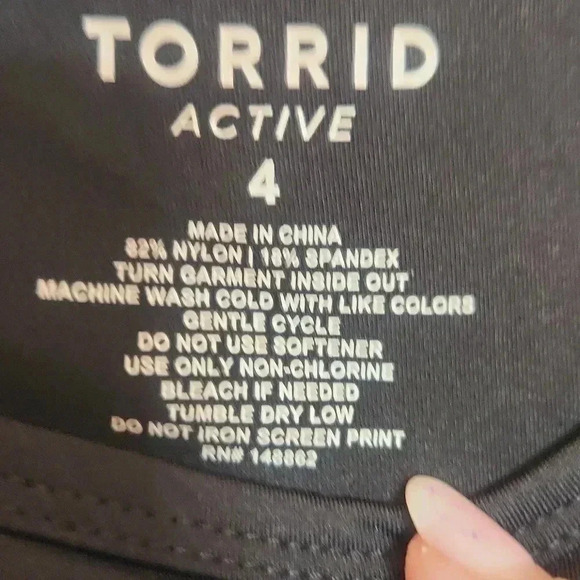 TORRID
ACTIVE
4
MADE IN CHINA
82% NYLON | 18% SPANDEX
TURN GARMENT INSIDE OUT
MACHINE WASH COLD WITH LIKE COLORS
GENTLE CYCLE
DO NOT USE SOFTENER
USE ONLY NON-CHLORINE
BLEACH IF NEEDED
TUMBLE DRY LOW
DO NOT IRON SCREEN PRINT
RN# 148862